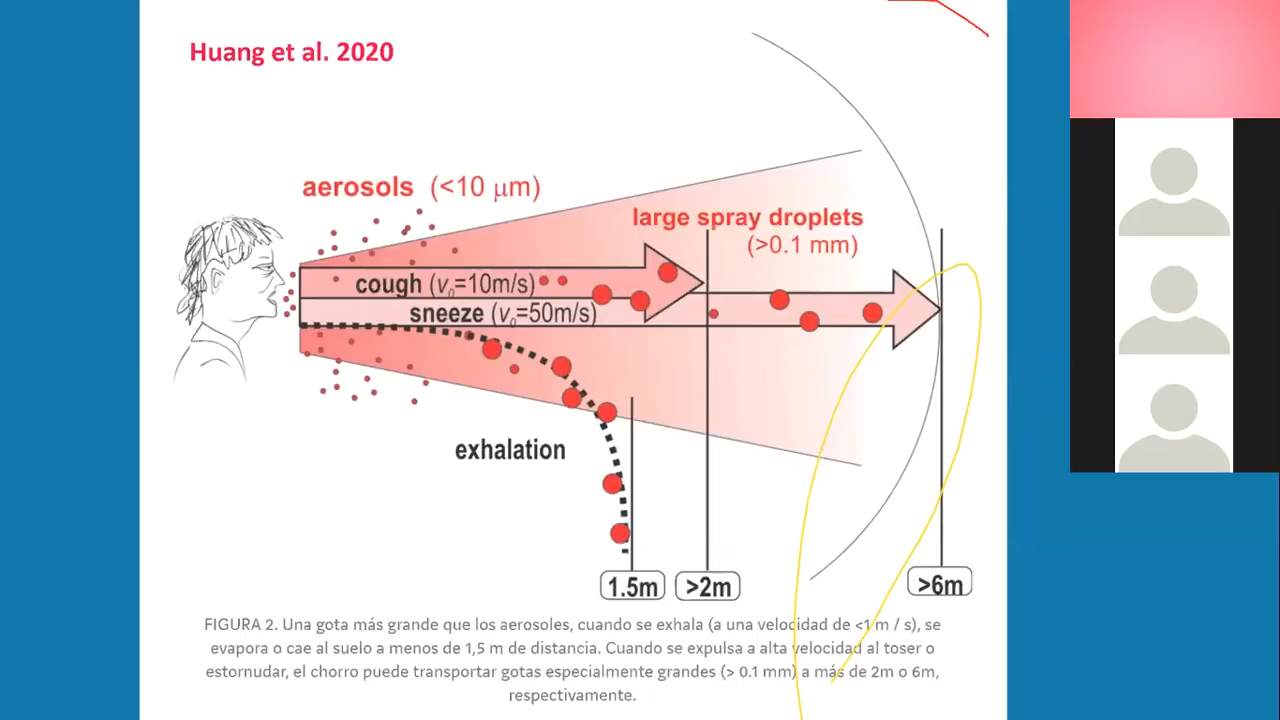 Huang et al. 2020
aerosols (<10 μm)
large spray droplets
(>0.1 mm)
cough (v₀=10m/s)
sneeze (v₀=50m/s)
exhalation
1.5m
>2m
>6m
FIGURA 2. Una gota más grande que los aerosoles, cuando se exhala (a una velocidad de <1 m / s), se
evapora o cae al suelo a menos de 1,5 m de distancia. Cuando se expulsa a alta velocidad al toser o
estornudar, el chorro puede transportar gotas especialmente grandes (> 0.1 mm) a más de 2m o 6m,
respectivamente.